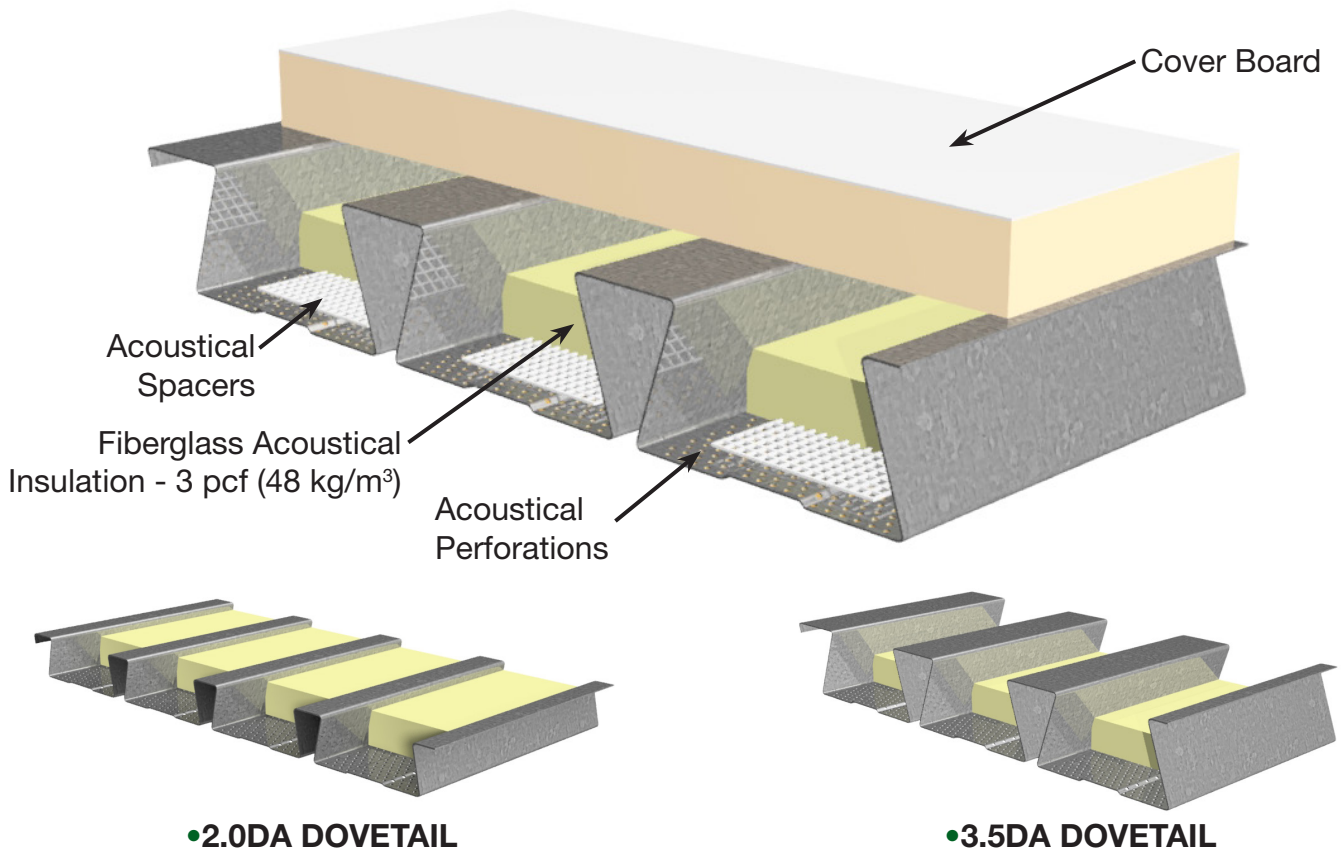 Cover Board
Acoustical
Spacers
Fiberglass Acoustical
Insulation - 3 pcf (48 kg/m³)
Acoustical
Perforations
•2.0DA DOVETAIL
•3.5DA DOVETAIL